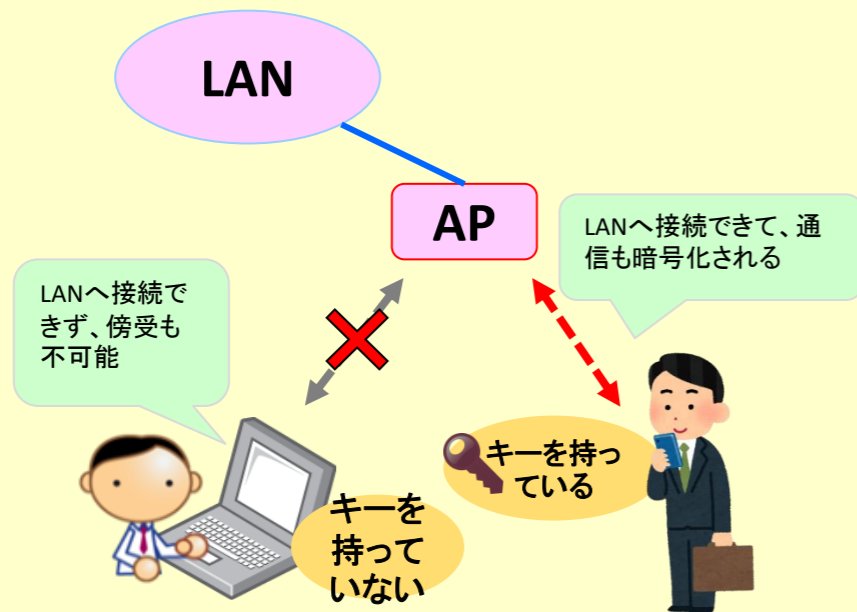 LAN
AP
LANへ接続できて、通
信も暗号化される
LANへ接続で
きず、傍受も
不可能
キーを持っ
ている
キーを
持って
いない